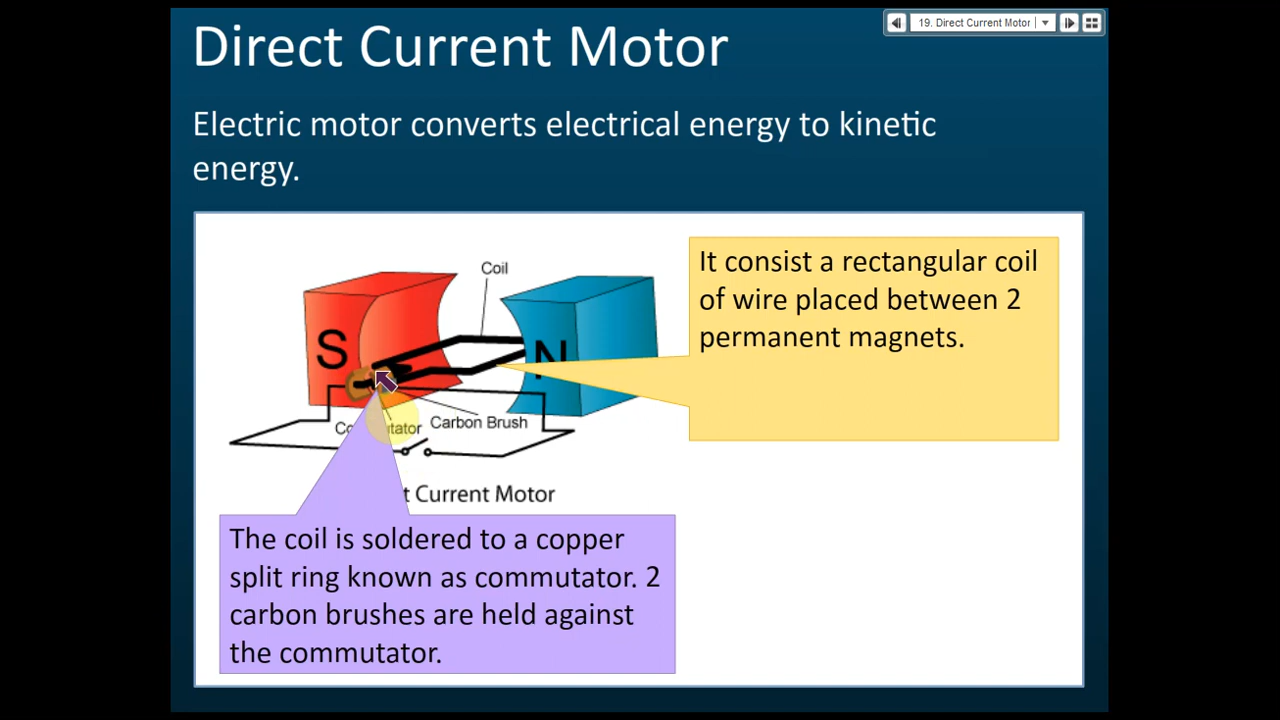 19. Direct Current Motor
Direct Current Motor
Electric motor converts electrical energy to kinetic
energy.
Coil
It consist a rectangular coil
of wire placed between 2
permanent magnets.
S
N
Carbon Brush
Current Motor
The coil is soldered to a copper
split ring known as commutator. 2
carbon brushes are held against
the commutator.